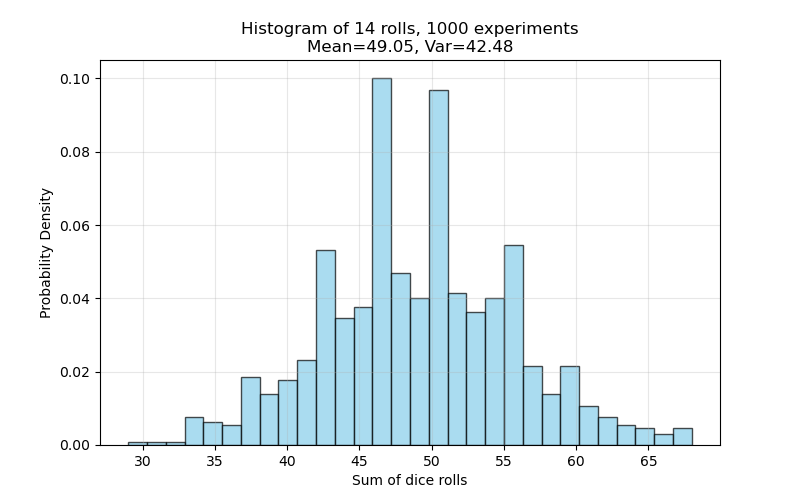 Histogram of 14 rolls, 1000 experiments
Mean=49.05, Var=42.48
Probability Density
0.10
0.08
0.06
0.04
0.02
0.00
30 35 40 45 50 55 60 65
Sum of dice rolls